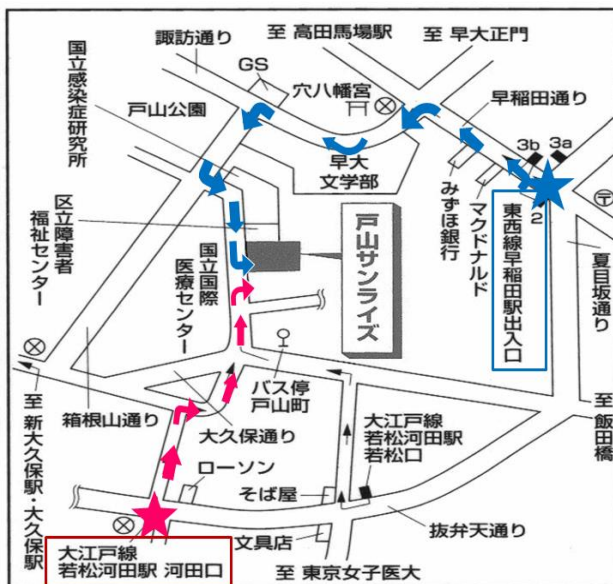 至 高田馬場駅
至 早大正門
諏訪通り
GS
穴八幡宮
早稲田通り
国立感染症研究所
戸山公園
3b
3a
早大
文学部
みずほ銀行
マクドナルド
2
東西線早稲田駅出入口
夏目坂通り
区立障害者
福祉センター
国立国際
医療センター
戸山サンライズ
バス停
戸山町
至 新大久保駅・大久保駅
箱根山通り
大久保通り
大江戸線
若松河田駅
若松口
至 飯田橋
ローソン
そば屋
抜弁天通り
文具店
大江戸線
若松河田駅 河田口
至 東京女子医大